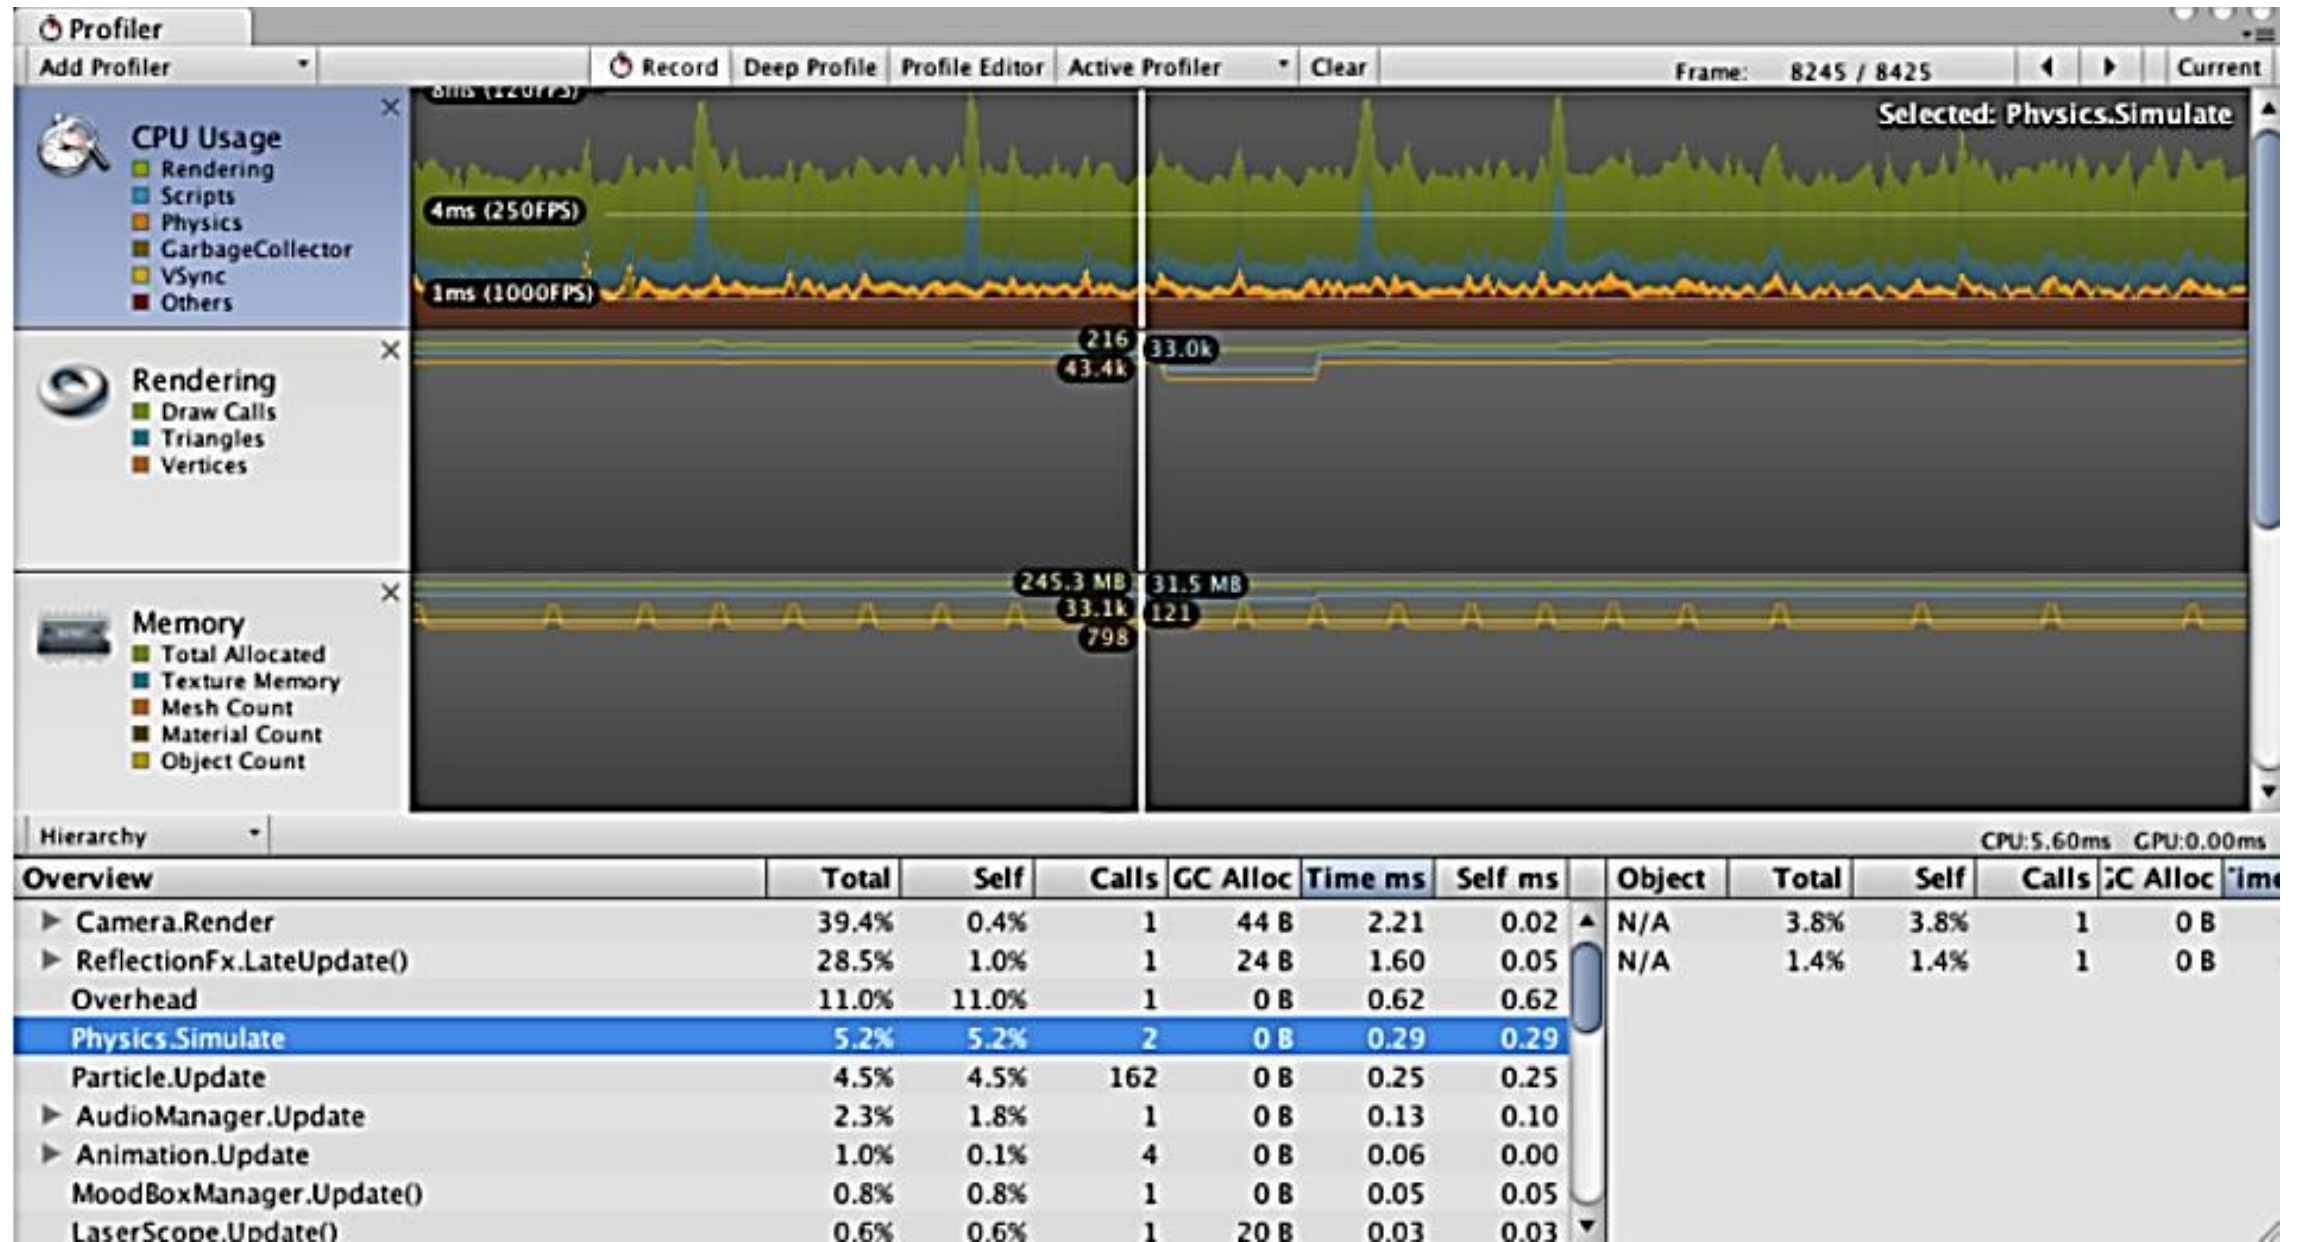 Profiler
Add Profiler Record Deep Profile Profile Editor Active Profiler Clear Frame: 8245 / 8425 Current
8ms (120FPS)
Selected: Physics.Simulate
CPU Usage
Rendering
Scripts
Physics
GarbageCollector
VSync
Others
4ms (250FPS)
1ms (1000FPS)
216 33.0k
43.4k
Rendering
Draw Calls
Triangles
Vertices
245.3 MB 31.5 MB
33.1k 121
798
Memory
Total Allocated
Texture Memory
Mesh Count
Material Count
Object Count
Hierarchy CPU:5.60ms GPU:0.00ms
Overview Total Self Calls GC Alloc Time ms Self ms Object Total Self Calls GC Alloc
Camera.Render 39.4% 0.4% 1 44 B 2.21 0.02 N/A 3.8% 3.8% 1 0 B
ReflectionFx.LateUpdate() 28.5% 1.0% 1 24 B 1.60 0.05 N/A 1.4% 1.4% 1 0 B
Overhead 11.0% 11.0% 1 0 B 0.62 0.62
Physics.Simulate 5.2% 5.2% 2 0 B 0.29 0.29
Particle.Update 4.5% 4.5% 162 0 B 0.25 0.25
AudioManager.Update 2.3% 1.8% 1 0 B 0.13 0.10
Animation.Update 1.0% 0.1% 4 0 B 0.06 0.00
MoodBoxManager.Update() 0.8% 0.8% 1 0 B 0.05 0.05
LaserScope.Update() 0.6% 0.6% 1 20 B 0.03 0.03